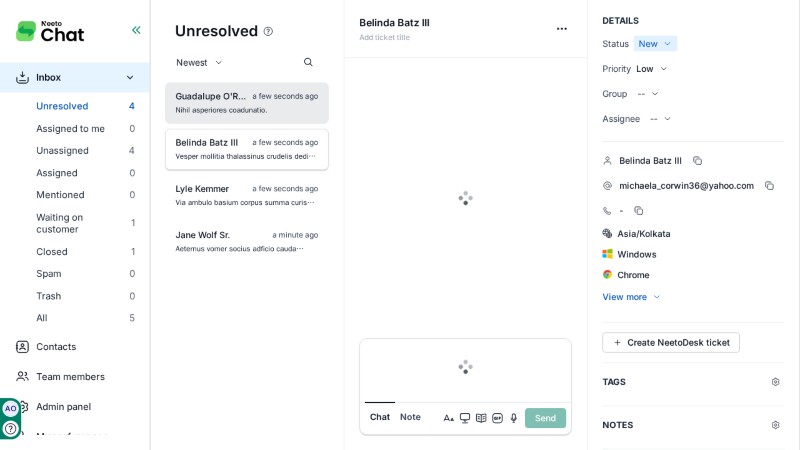 Neeto
Chat
Inbox
Unresolved 4
Assigned to me 0
Unassigned 4
Assigned 0
Mentioned 0
Waiting on
customer 1
Closed 1
Spam 0
Trash 0
All 5
Contacts
Team members
Admin panel
AO
Unresolved
Newest
Guadalupe O'R... a few seconds ago
Nihil asperiores coadunatio.
Belinda Batz III a few seconds ago
Vesper mollitia thalassinus crudelis dedi...
Lyle Kemmer a few seconds ago
Via ambulo basium corpus summa curis...
Jane Wolf Sr. a minute ago
Aeternus vomer socius adficio cauda...
Belinda Batz III
Add ticket title
Chat Note
GIF
Send
DETAILS
Status New
Priority Low
Group --
Assignee --
Belinda Batz III
michaela_corwin36@yahoo.com
-
Asia/Kolkata
Windows
Chrome
View more
+ Create NeetoDesk ticket
TAGS
NOTES